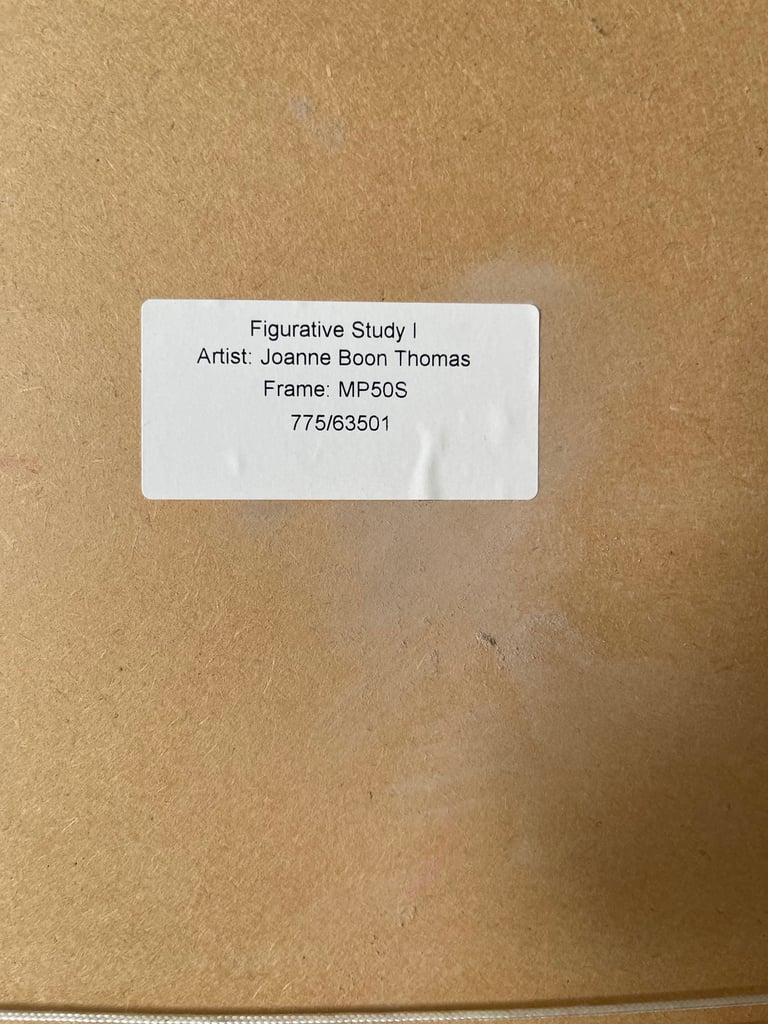 Figurative Study I
Artist: Joanne Boon Thomas
Frame: MP50S
775/63501